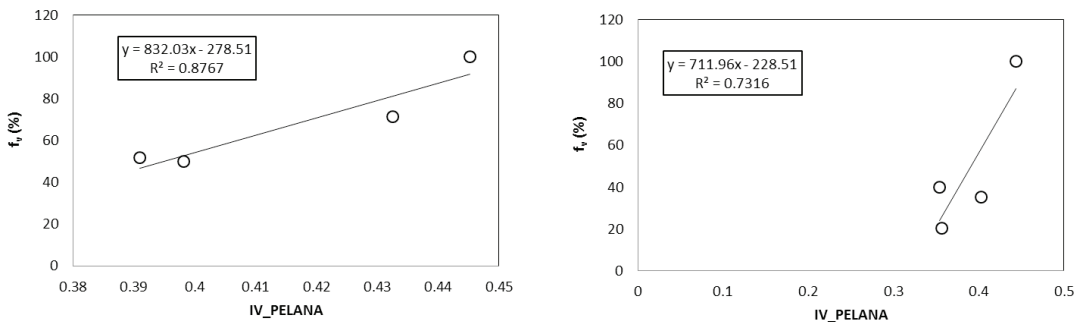 120
100
80
60
40
20
0
f_v (%)
y = 832.03x - 278.51
R² = 0.8767
0.38 0.39 0.4 0.41 0.42 0.43 0.44 0.45
IV_PELANA
120
100
80
60
40
20
0
f_v (%)
y = 711.96x - 228.51
R² = 0.7316
0 0.1 0.2 0.3 0.4 0.5
IV_PELANA